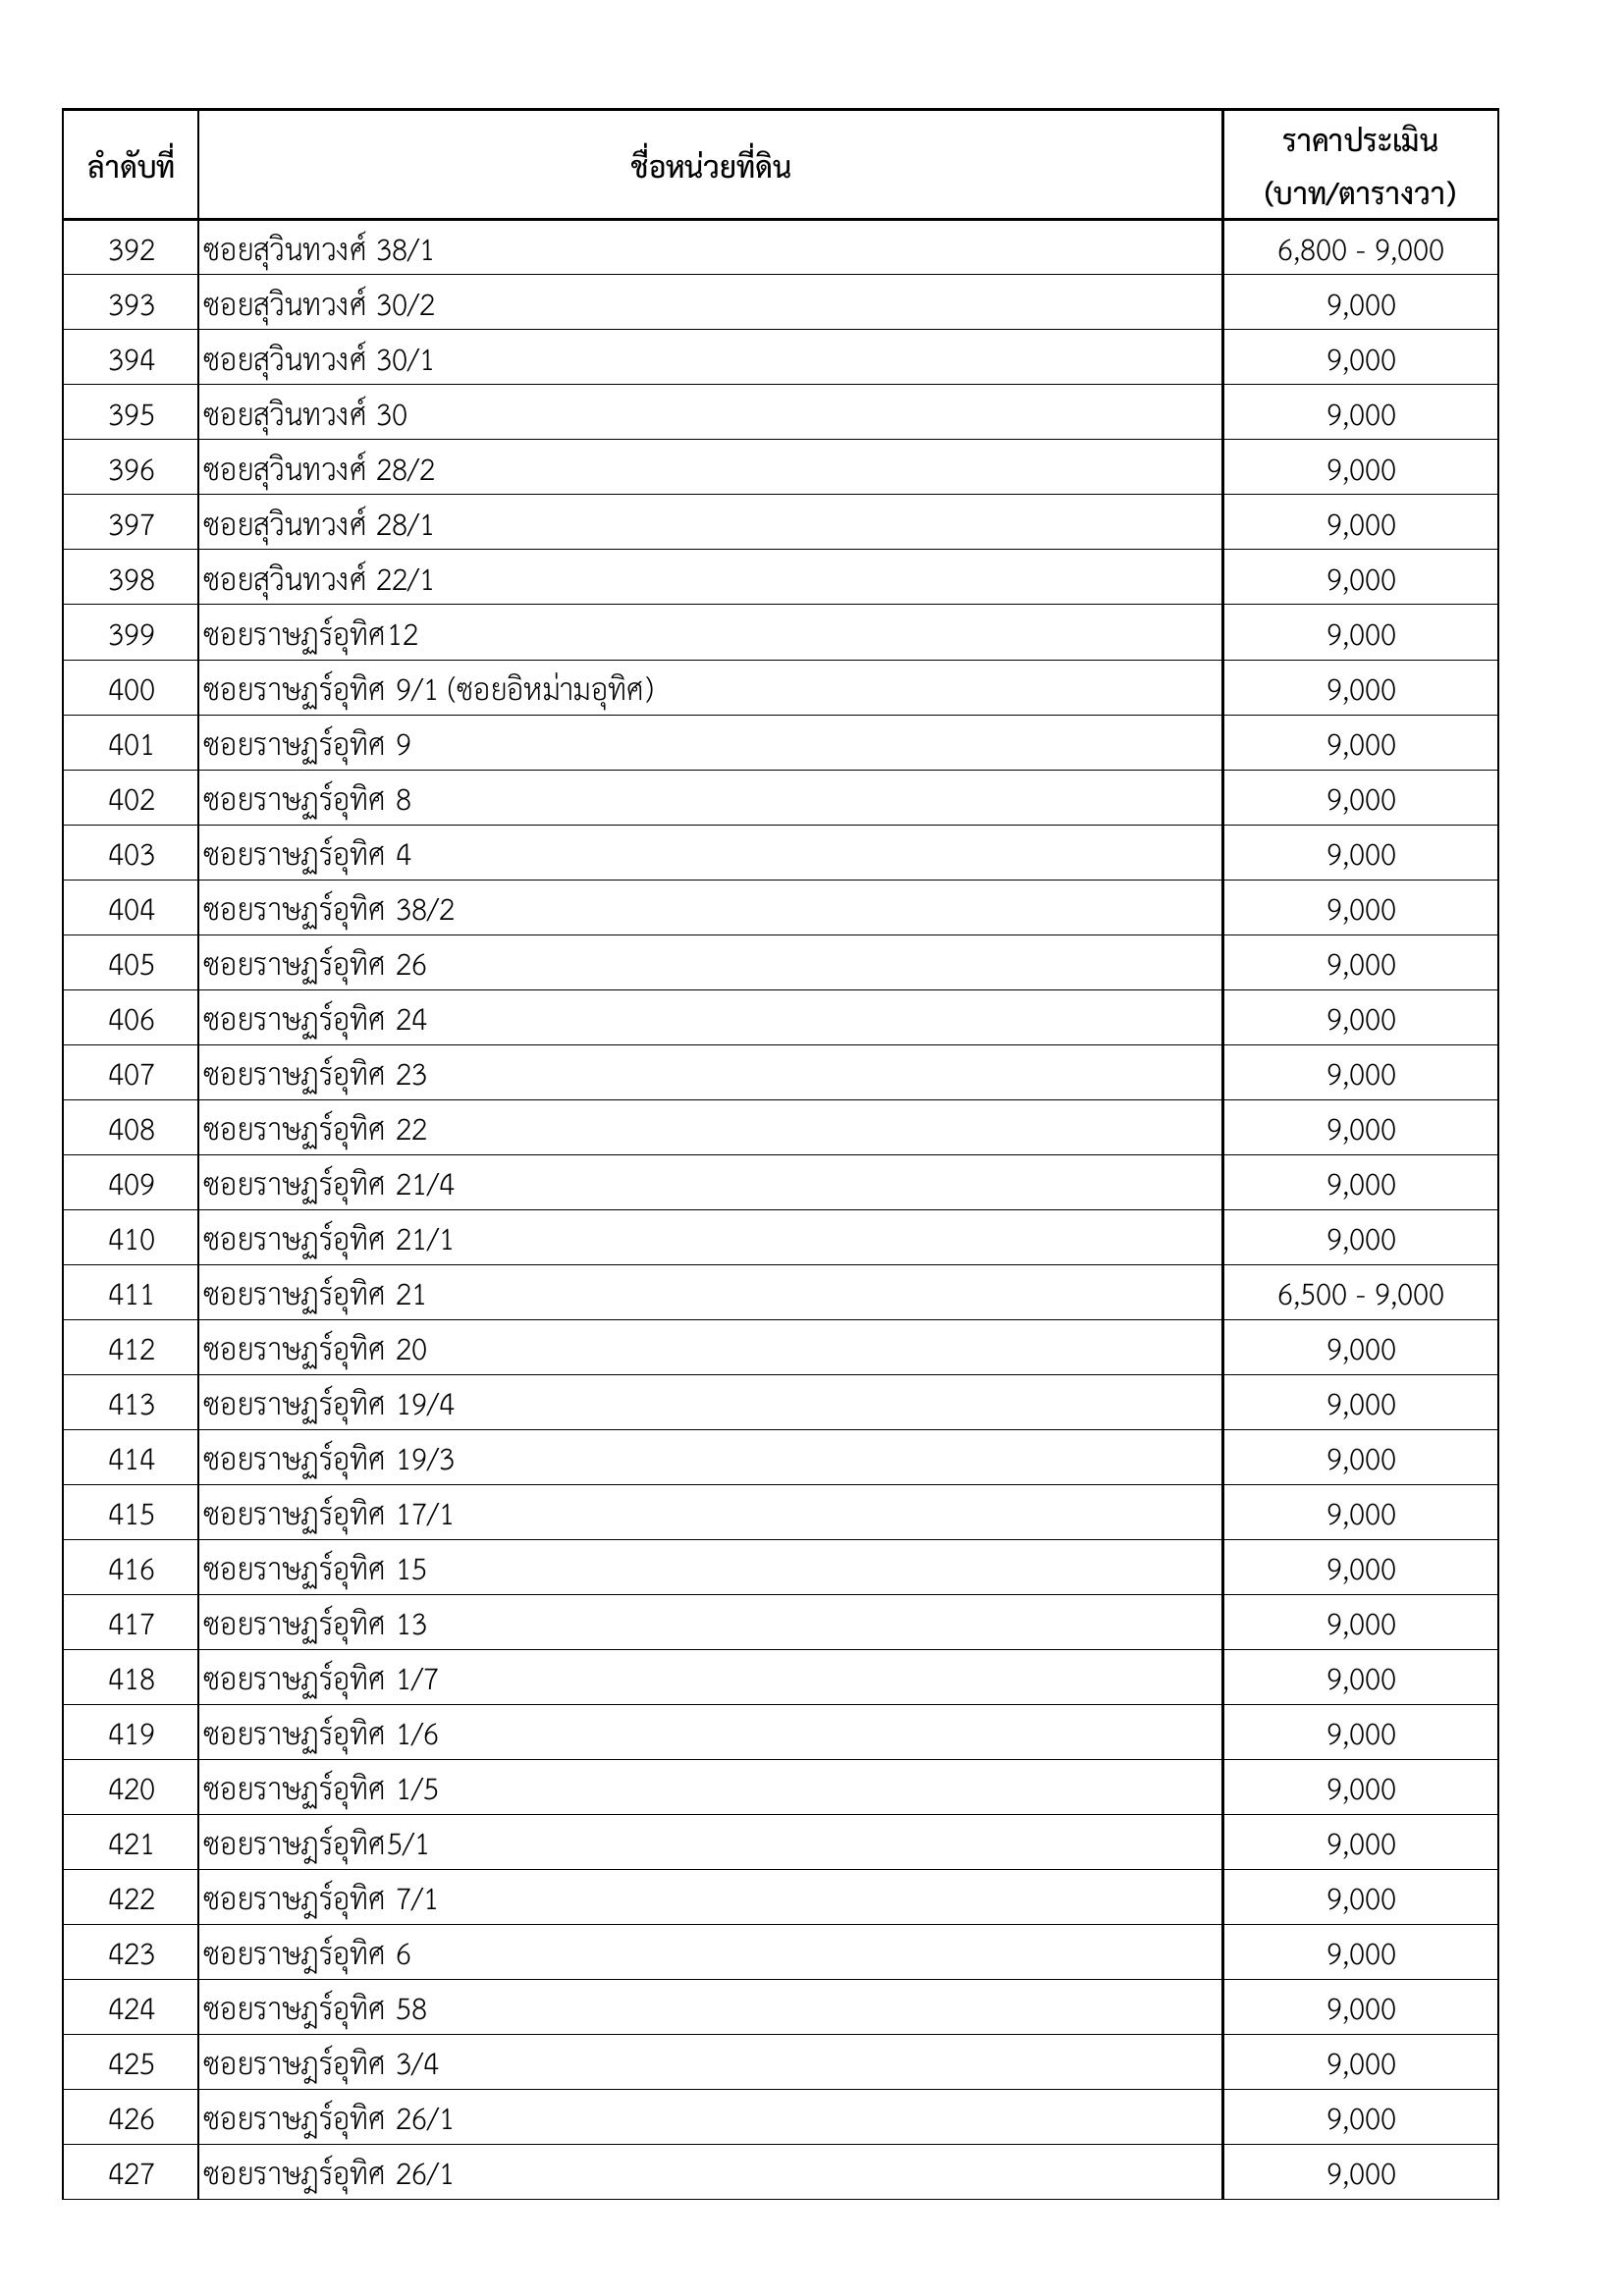 ลำดับที่ ชื่อหน่วยที่ดิน ราคาประเมิน
(บาท/ตารางวา)
392 ซอยสุวินทวงศ์ 38/1 6,800 - 9,000
393 ซอยสุวินทวงศ์ 30/2 9,000
394 ซอยสุวินทวงศ์ 30/1 9,000
395 ซอยสุวินทวงศ์ 30 9,000
396 ซอยสุวินทวงศ์ 28/2 9,000
397 ซอยสุวินทวงศ์ 28/1 9,000
398 ซอยสุวินทวงศ์ 22/1 9,000
399 ซอยราษฏร์อุทิศ12 9,000
400 ซอยราษฏร์อุทิศ 9/1 (ซอยอิหม่ามอุทิศ) 9,000
401 ซอยราษฏร์อุทิศ 9 9,000
402 ซอยราษฏร์อุทิศ 8 9,000
403 ซอยราษฏร์อุทิศ 4 9,000
404 ซอยราษฏร์อุทิศ 38/2 9,000
405 ซอยราษฏร์อุทิศ 26 9,000
406 ซอยราษฏร์อุทิศ 24 9,000
407 ซอยราษฏร์อุทิศ 23 9,000
408 ซอยราษฏร์อุทิศ 22 9,000
409 ซอยราษฏร์อุทิศ 21/4 9,000
410 ซอยราษฏร์อุทิศ 21/1 9,000
411 ซอยราษฏร์อุทิศ 21 6,500 - 9,000
412 ซอยราษฏร์อุทิศ 20 9,000
413 ซอยราษฏร์อุทิศ 19/4 9,000
414 ซอยราษฏร์อุทิศ 19/3 9,000
415 ซอยราษฏร์อุทิศ 17/1 9,000
416 ซอยราษฏร์อุทิศ 15 9,000
417 ซอยราษฏร์อุทิศ 13 9,000
418 ซอยราษฏร์อุทิศ 1/7 9,000
419 ซอยราษฏร์อุทิศ 1/6 9,000
420 ซอยราษฏร์อุทิศ 1/5 9,000
421 ซอยราษฎร์อุทิศ5/1 9,000
422 ซอยราษฎร์อุทิศ 7/1 9,000
423 ซอยราษฎร์อุทิศ 6 9,000
424 ซอยราษฎร์อุทิศ 58 9,000
425 ซอยราษฎร์อุทิศ 3/4 9,000
426 ซอยราษฎร์อุทิศ 26/1 9,000
427 ซอยราษฎร์อุทิศ 26/1 9,000